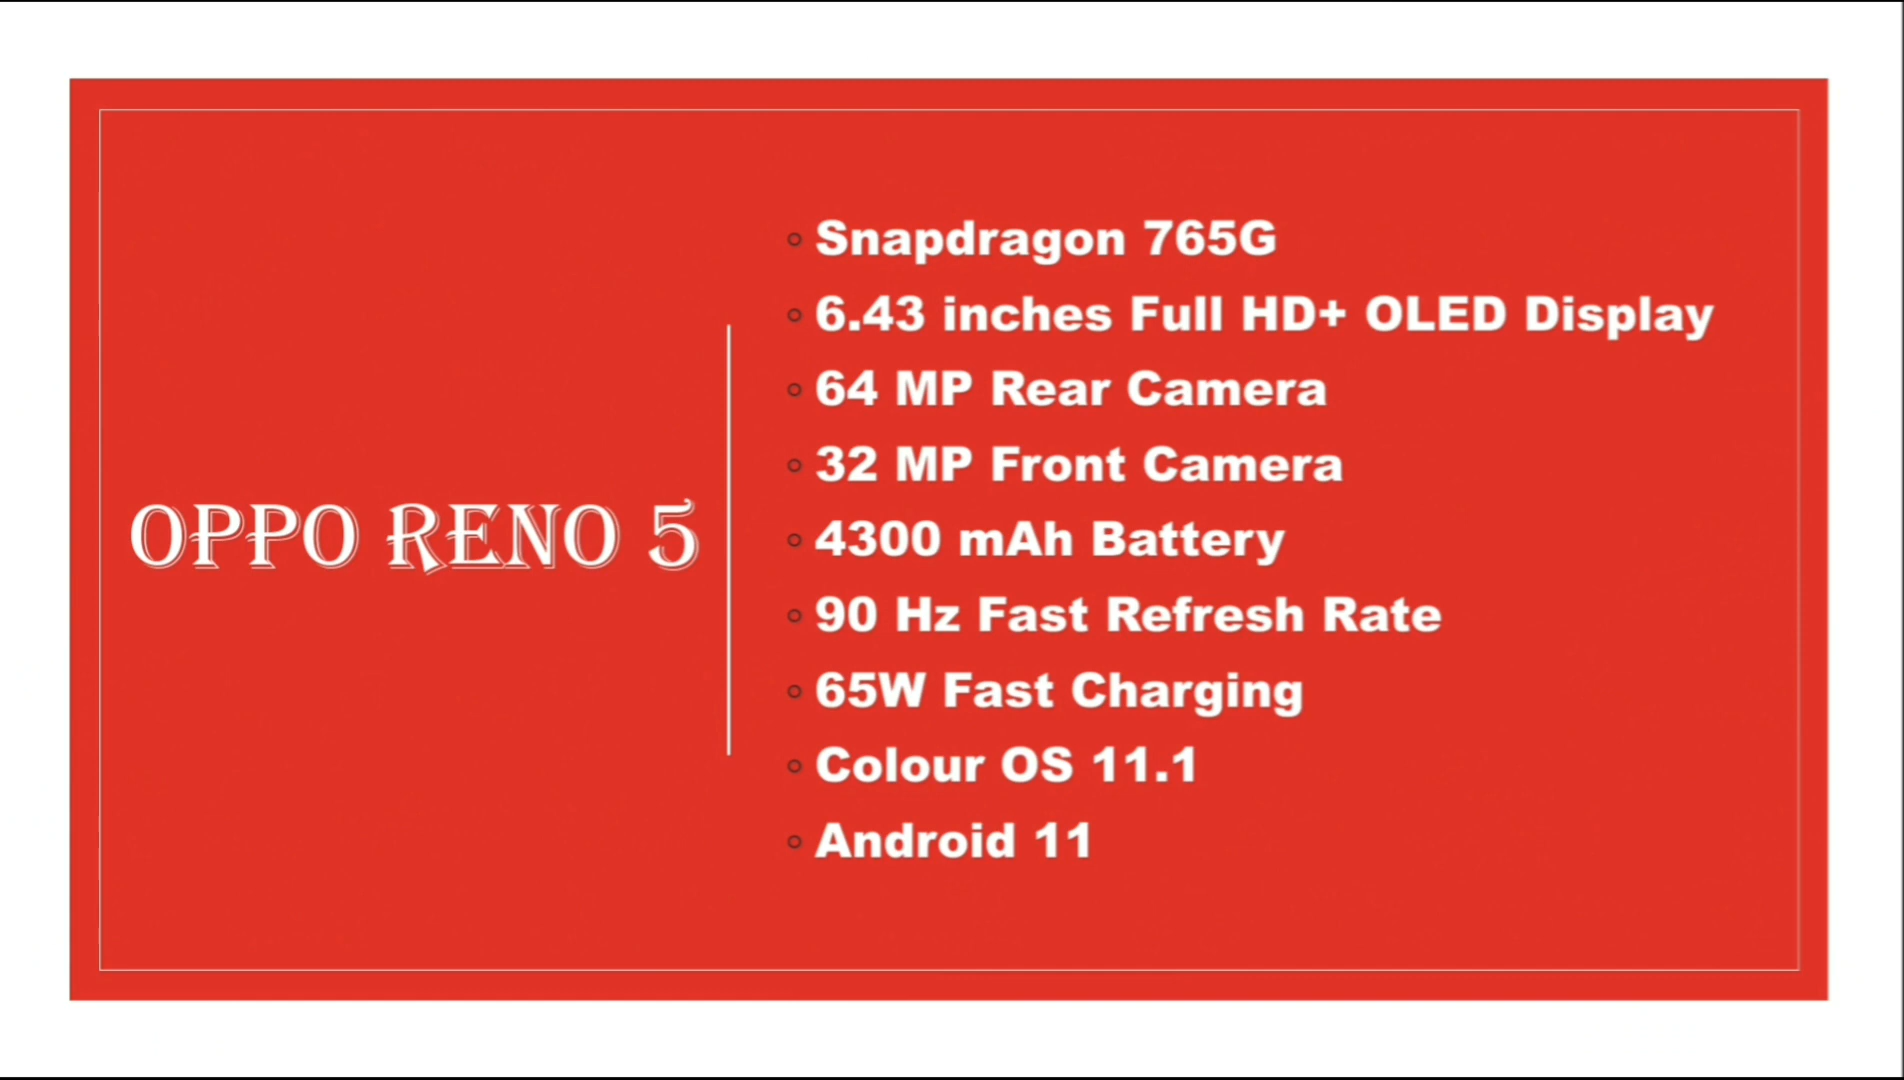 OPPO RENO 5
Snapdragon 765G
6.43 inches Full HD+ OLED Display
64 MP Rear Camera
32 MP Front Camera
4300 mAh Battery
90 Hz Fast Refresh Rate
65W Fast Charging
Colour OS 11.1
Android 11